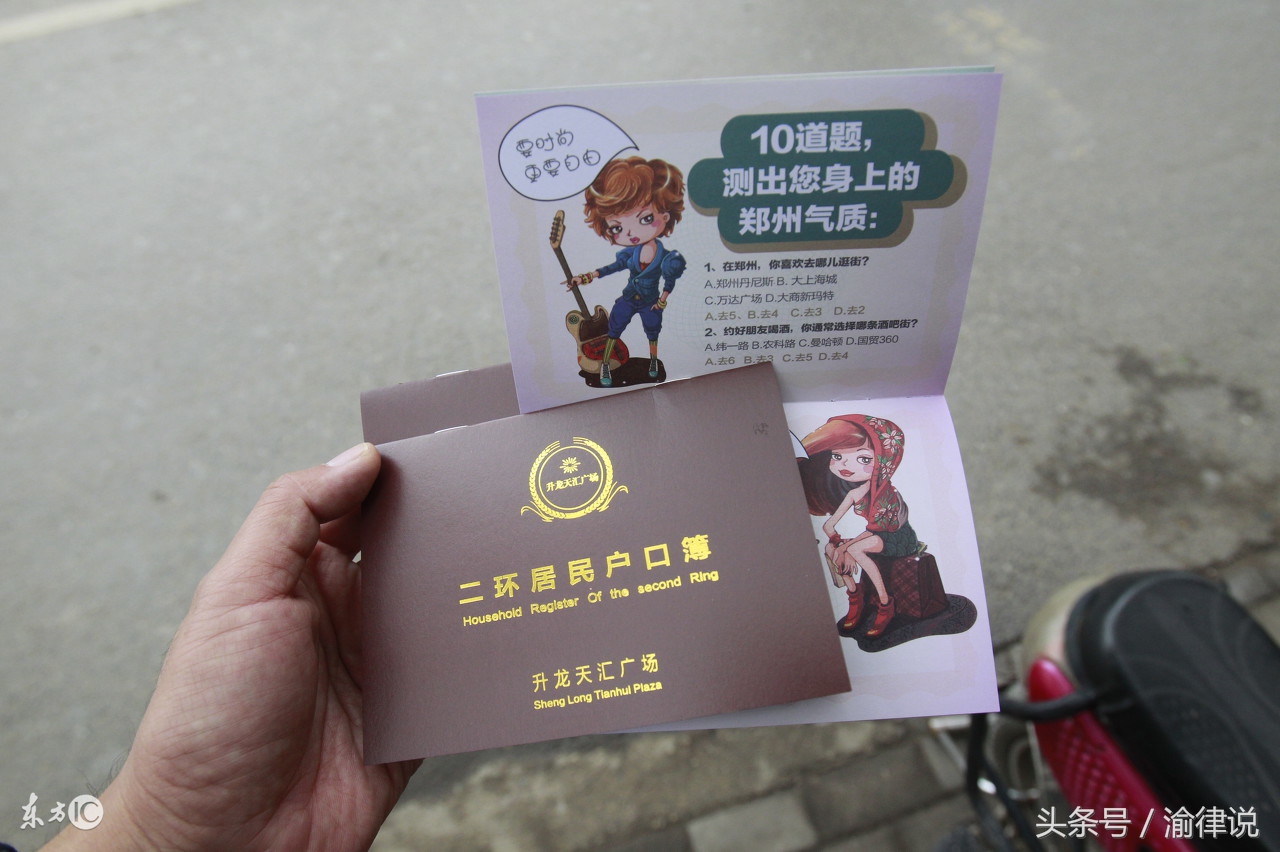 要时尚
更要自由
10道题，
测出您身上的
郑州气质：
1、在郑州，你喜欢去哪儿逛街？
A.郑州丹尼斯 B. 大上海城
C.万达广场 D.大商新玛特
A.去5、B.去4 C.去3 D.去2
2、约好朋友喝酒，你通常选择哪条酒吧街？
A.纬一路 B.农科路 C.曼哈顿 D.国贸360
A.去6 B.去3 C.去5 D.去4
升龙天汇广场
二环居民户口簿
Household Register Of the second Ring
升龙天汇广场
Sheng Long Tianhui Plaza
东方IC
头条号 / 渝律说